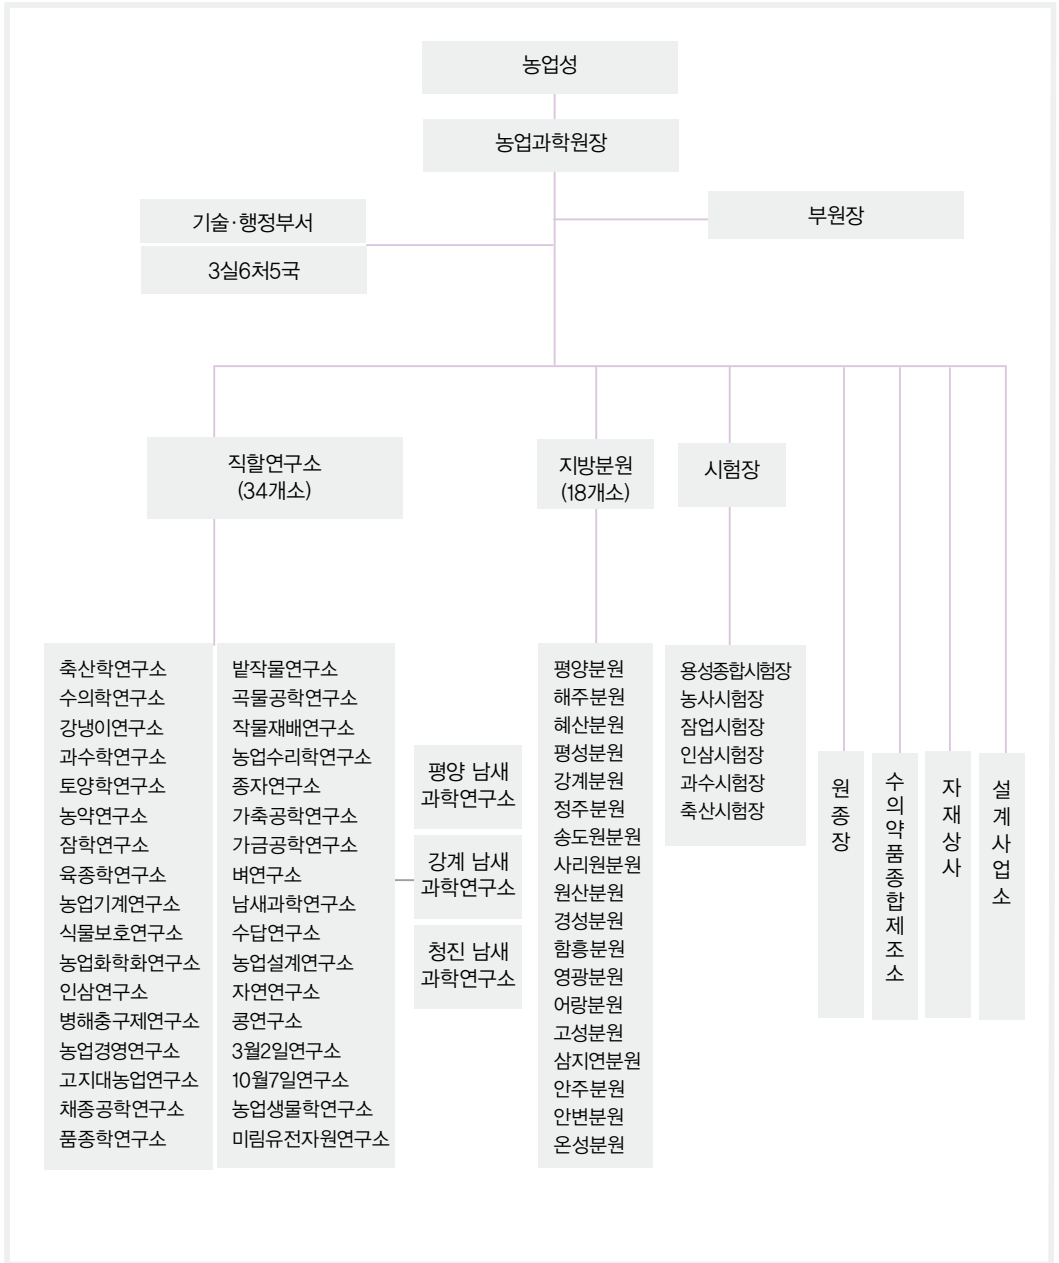 농업성
농업과학원장
기술·행정부서
3실6처5국
부원장
직할연구소
(34개소)
지방분원
(18개소)
시험장
축산학연구소
수의학연구소
강냉이연구소
과수학연구소
토양학연구소
농약연구소
잠학연구소
육종학연구소
농업기계연구소
식물보호연구소
농업화학화연구소
인삼연구소
병해충구제연구소
농업경영연구소
고지대농업연구소
채종공학연구소
품종학연구소
밭작물연구소
곡물공학연구소
작물재배연구소
농업수리학연구소
종자연구소
가축공학연구소
가금공학연구소
벼연구소
남새과학연구소
수답연구소
농업설계연구소
자연연구소
콩연구소
3월2일연구소
10월7일연구소
농업생물학연구소
미림유전자원연구소
평양 남새
과학연구소
강계 남새
과학연구소
청진 남새
과학연구소
평양분원
해주분원
혜산분원
평성분원
강계분원
정주분원
송도원분원
사리원분원
원산분원
경성분원
함흥분원
영광분원
어랑분원
고성분원
삼지연분원
안주분원
안변분원
온성분원
용성종합시험장
농사시험장
잠업시험장
인삼시험장
과수시험장
축산시험장
원종장
수의약품종합제조소
자재상사
설계사업소